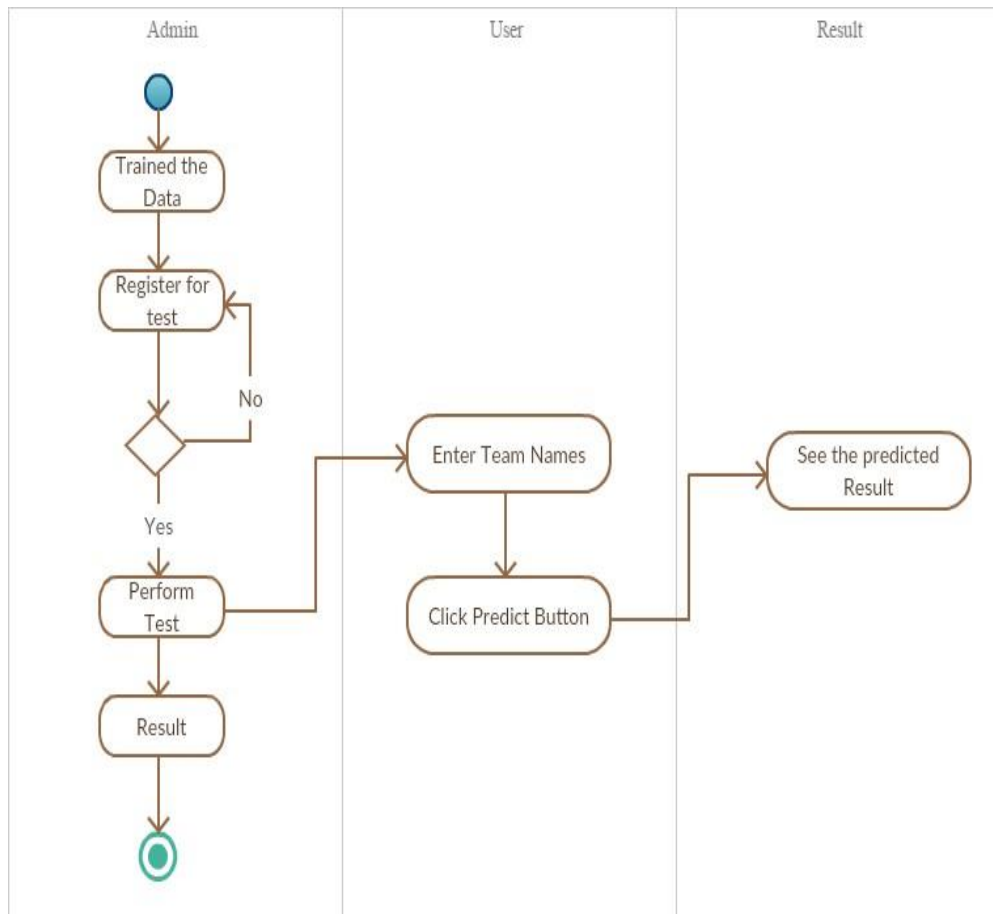 Admin
User
Result
Trained the
Data
Register for
test
No
Yes
Perform
Test
Result
Enter Team Names
Click Predict Button
See the predicted
Result